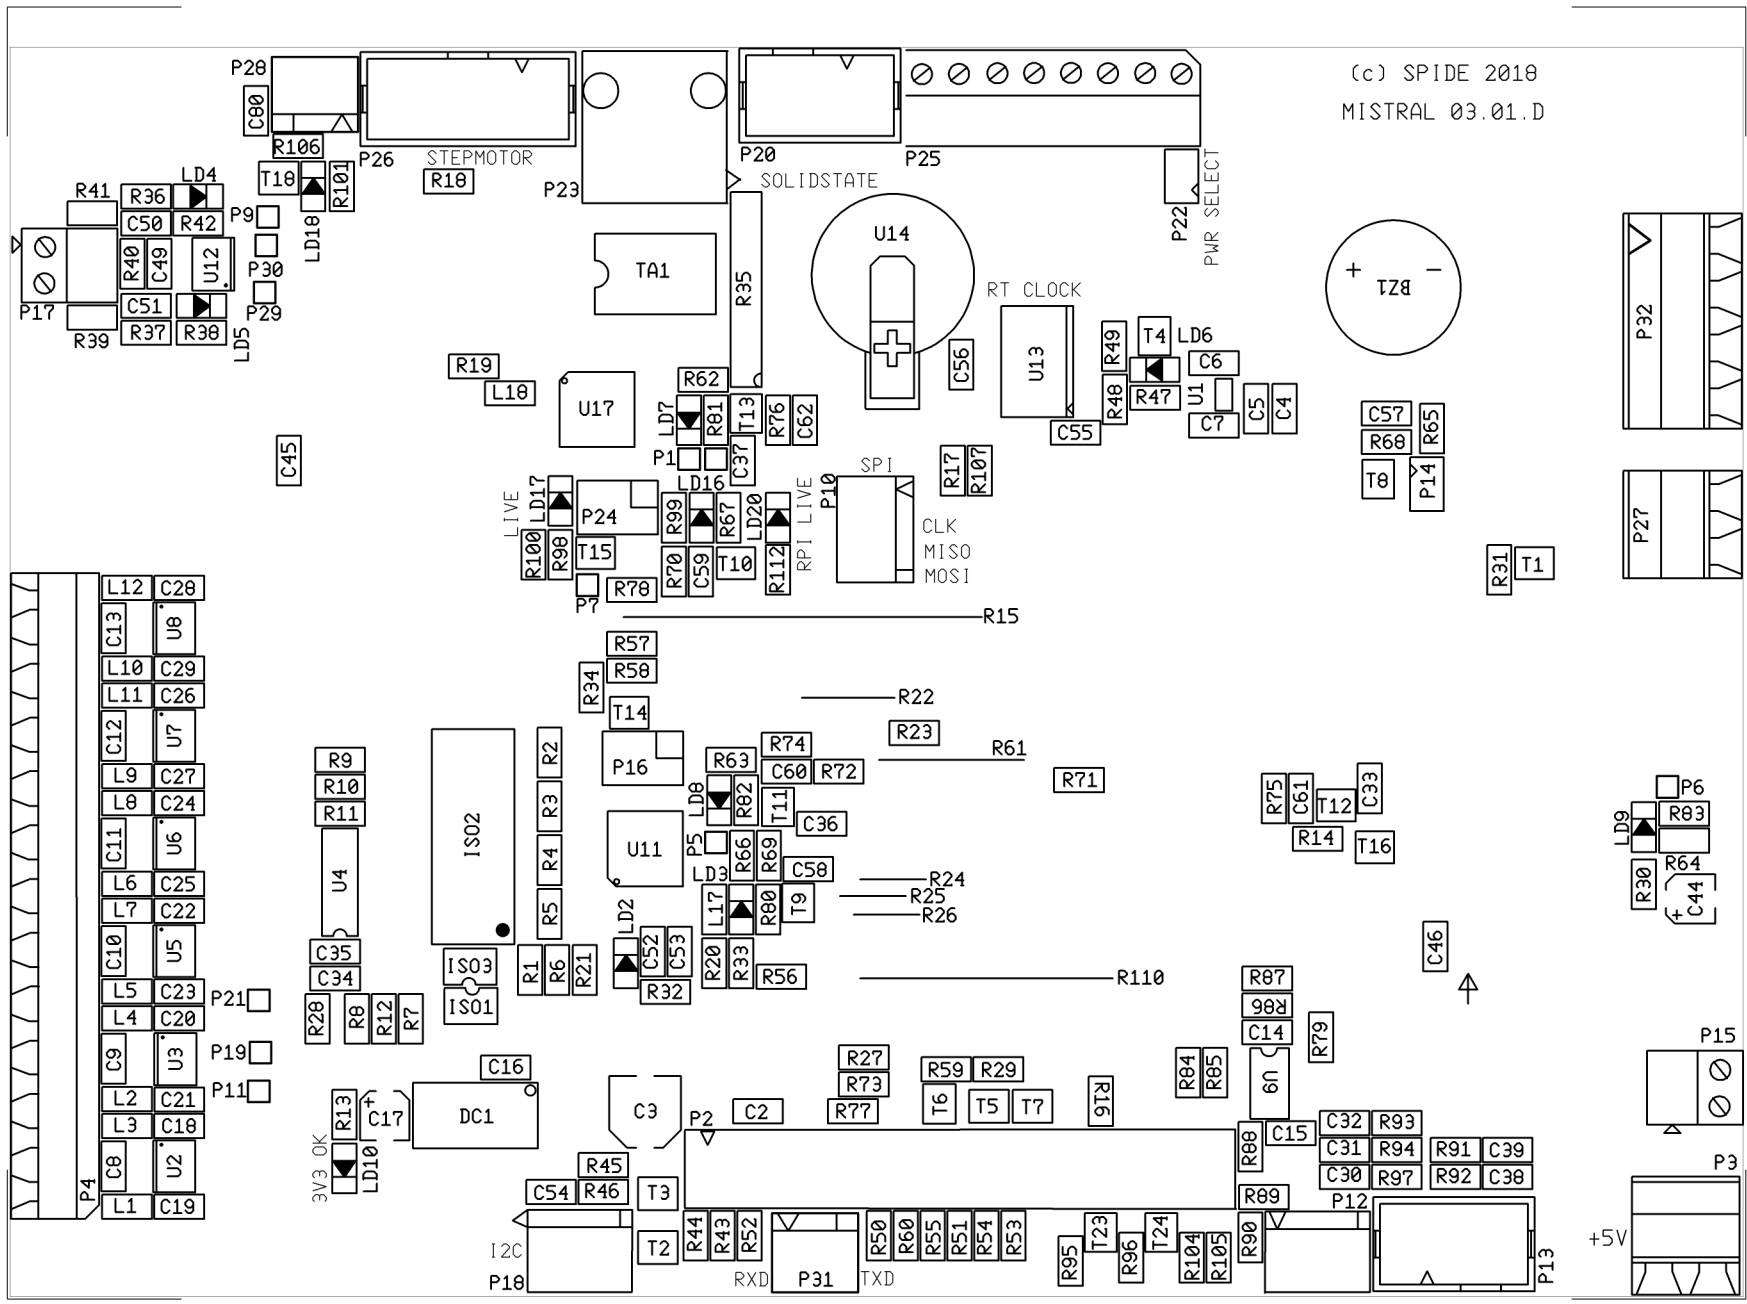 (c) SPIDE 2018
MISTRAL 03.01.D
P28
C80
R106
P26
STEPMOTOR
R18
P23
P20
SOLIDSTATE
P25
P22
PWR SELECT
T18
R101
LD18
LD4
R41
R36
C50
R42
P9
P30
P29
R40
C49
U12
P17
C51
R39
R37
R38
LD5
TA1
R35
U14
RT CLOCK
U13
C56
R49
T4
LD6
C6
R48
R47
U1
C7
C5
C4
C55
BZ1
+ −
P32
R19
L18
U17
R62
LD7
R81
T13
R76
C62
P1
C37
C45
C57
R65
R68
T8
P14
P27
LIVE
LD17
P24
LD16
R99
R67
LD20
RPI LIVE
P10
SPI
CLK
MISO
MOSI
R17
R107
R100
R98
T15
R70
C59
T10
R112
P7
R78
R31
T1
R15
R57
R58
R34
T14
R22
R23
R61
L12
C28
C13
U8
L10
C29
L11
C26
C12
U7
L9
C27
L8
C24
C11
U6
L6
C25
L7
C22
C10
U5
L5
C23
L4
C20
C9
U3
L2
C21
L3
C18
C8
U2
L1
C19
P4
P21
P19
P11
R9
R10
R11
U4
C35
C34
R28
R8
R12
R7
ISO2
ISO3
ISO1
R2
R3
R4
R5
R1
R6
R21
P16
U11
R63
R74
C60
R72
LD8
R82
T11
C36
P5
R66
R69
C58
LD3
L17
R80
T9
LD2
C52
C53
R20
R33
R56
R32
R24
R25
R26
R110
R71
R75
C61
T12
C33
R14
T16
P6
LD9
R83
R64
R30
C44
+
C46
R87
R86
C14
R79
U9
R84
R85
P15
C16
R13
+
C17
DC1
3V3 OK
LD10
C3
P2
C2
R27
R73
R77
R59
R29
T6
T5
T7
R16
R88
C15
C32
R93
C31
R94
R91
C39
C30
R97
R92
C38
P3
R45
C54
R46
T3
I2C
P18
T2
R44
R43
R52
RXD
P31
TXD
R50
R60
R55
R51
R54
R53
R95
T23
R96
T24
R104
R105
R89
R90
P12
P13
+5V